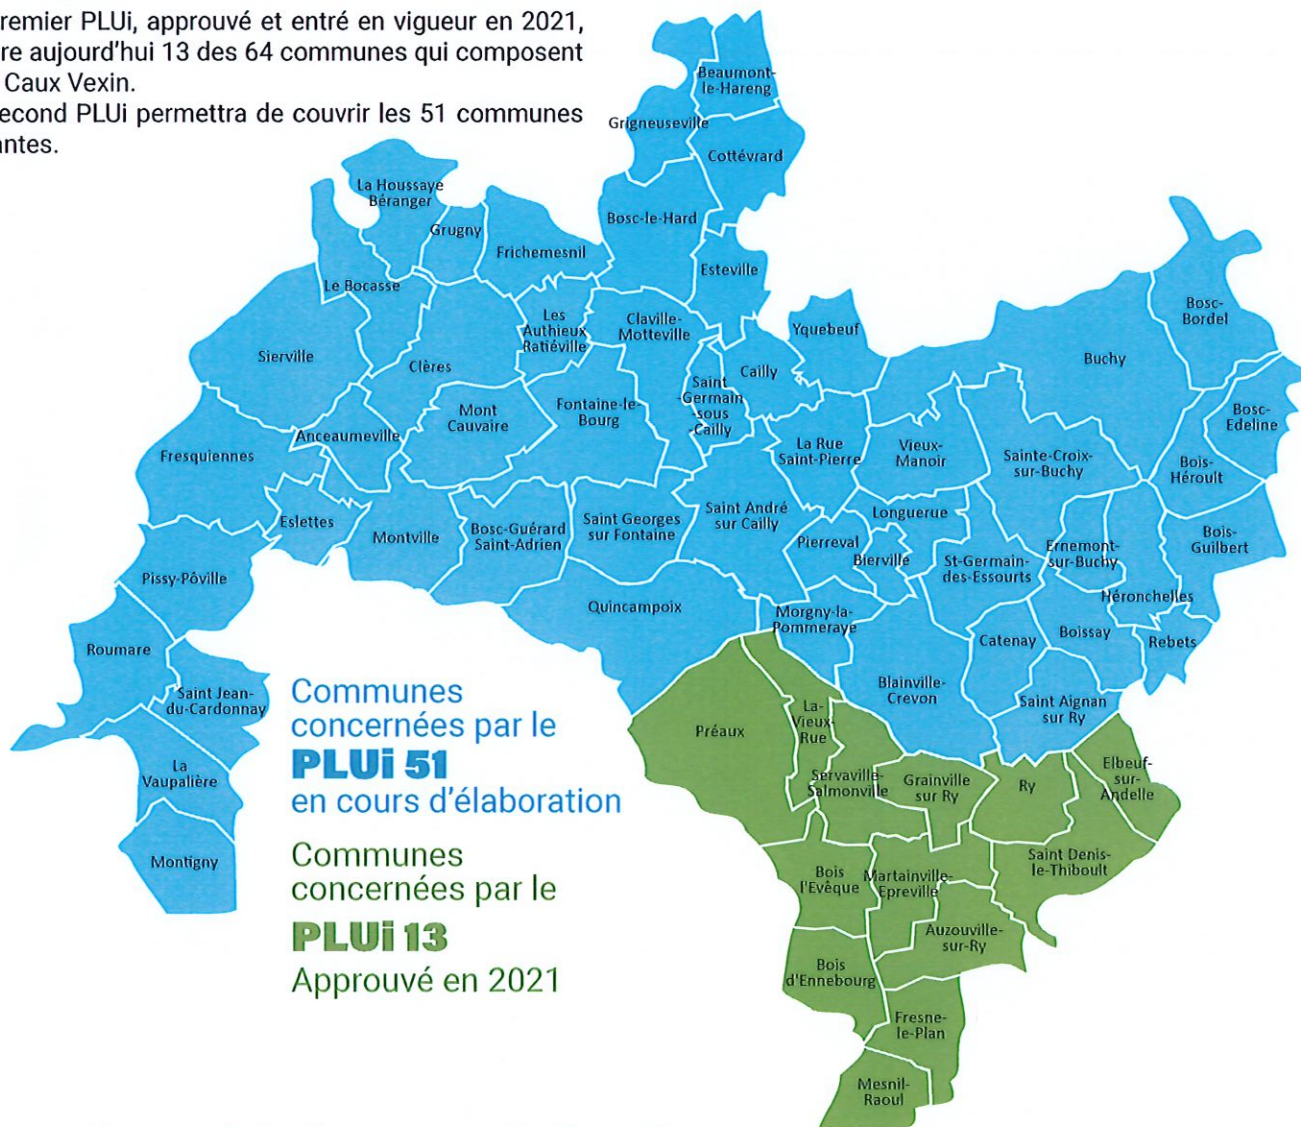 remier PLUi, approuvé et entré en vigueur en 2021,
re aujourd'hui 13 des 64 communes qui composent
Caux Vexin.
econd PLUi permettra de couvrir les 51 communes
antes.
Beaumont-
le-Hareng
Grigneuseville
Cottévrard
La Houssaye
Béranger
Bosc-le-Hard
Grugny
Frichemesnil
Esteville
Le Bocasse
Bosc-
Bordel
Les
Authieux
Ratiéville
Claville-
Motteville
Yquebeuf
Sierville
Buchy
Clères
Cailly
Saint
-Germain
-sous
-Cailly
Mont
Cauvaire
Fontaine-le-
Bourg
Bosc-
Edeline
Anceaumeville
La Rue
Saint-Pierre
Vieux-
Manoir
Sainte-Croix-
sur-Buchy
Fresquiennes
Bois-
Héroult
Eslettes
Montville
Bosc-Guérard
Saint-Adrien
Saint Georges
sur Fontaine
Saint André
sur Cailly
Longuerue
Bois-
Guilbert
Pierreval
Bierville
St-Germain-
des-Essourts
Ernemont-
sur-Buchy
Pissy-Pôville
Héronchelles
Quincampoix
Morgny-la-
Pommeraye
Catenay
Boissay
Rebets
Roumare
Saint Jean-
du-Cardonnay
Blainville-
Crevon
Saint Aignan
sur Ry
La
Vaupalière
Montigny
Communes
concernées par le
PLUi 51
en cours d'élaboration
Communes
concernées par le
PLUi 13
Approuvé en 2021
Préaux
La-
Vieux-
Rue
Servaville-
Salmonville
Grainville
sur Ry
Ry
Elbeuf-
sur-
Andelle
Saint Denis-
le-Thiboult
Bois
l'Evêque
Martainville-
Epreville
Auzouville-
sur-Ry
Bois
d'Ennebourg
Fresne-
le-Plan
Mesnil-
Raoul